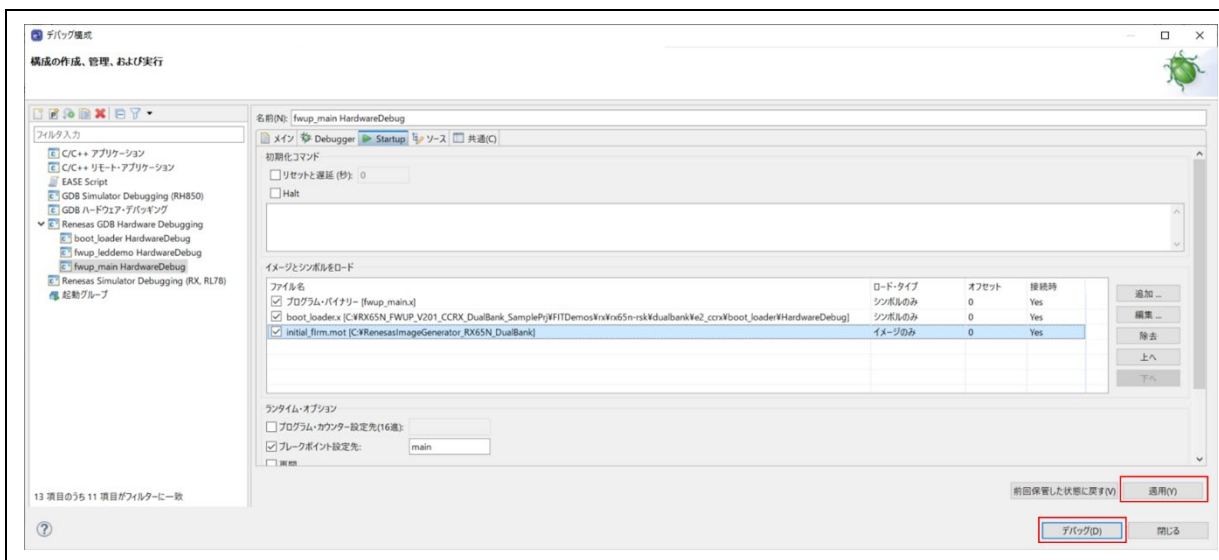 デバッグ構成
構成の作成、管理、および実行
フィルタ入力
C/C++ アプリケーション
C/C++ リモート・アプリケーション
EASE Script
GDB Simulator Debugging (RH850)
GDB ハードウェア・デバッギング
Renesas GDB Hardware Debugging
boot_loader HardwareDebug
fwup_leddemo HardwareDebug
fwup_main HardwareDebug
Renesas Simulator Debugging (RX, RL78)
起動グループ
13 項目のうち 11 項目がフィルターに一致
名前(N): fwup_main HardwareDebug
メイン Debugger Startup ソース 共通(C)
初期化コマンド
リセットと遅延 (秒): 0
Halt
イメージとシンボルをロード
ファイル名 ロード・タイプ オフセット 接続時
プログラム・バイナリー [fwup_main.x] シンボルのみ 0 Yes
boot_loader.x [C:¥RX65N_FWUP_V201_CCRX_DualBank_SamplePrj¥FITDemos¥rx¥rx65n-rsk¥dualbank¥e2_ccrx¥boot_loader¥HardwareDebug] シンボルのみ 0 Yes
initial_firm.mot [C:¥RenesasImageGenerator_RX65N_DualBank] イメージのみ 0 Yes
追加 ...
編集 ...
除去
上へ
下へ
ランタイム・オプション
プログラム・カウンター設定先(16進):
ブレークポイント設定先: main
再開
前回保管した状態に戻す(V) 適用(Y)
デバッグ(D) 閉じる